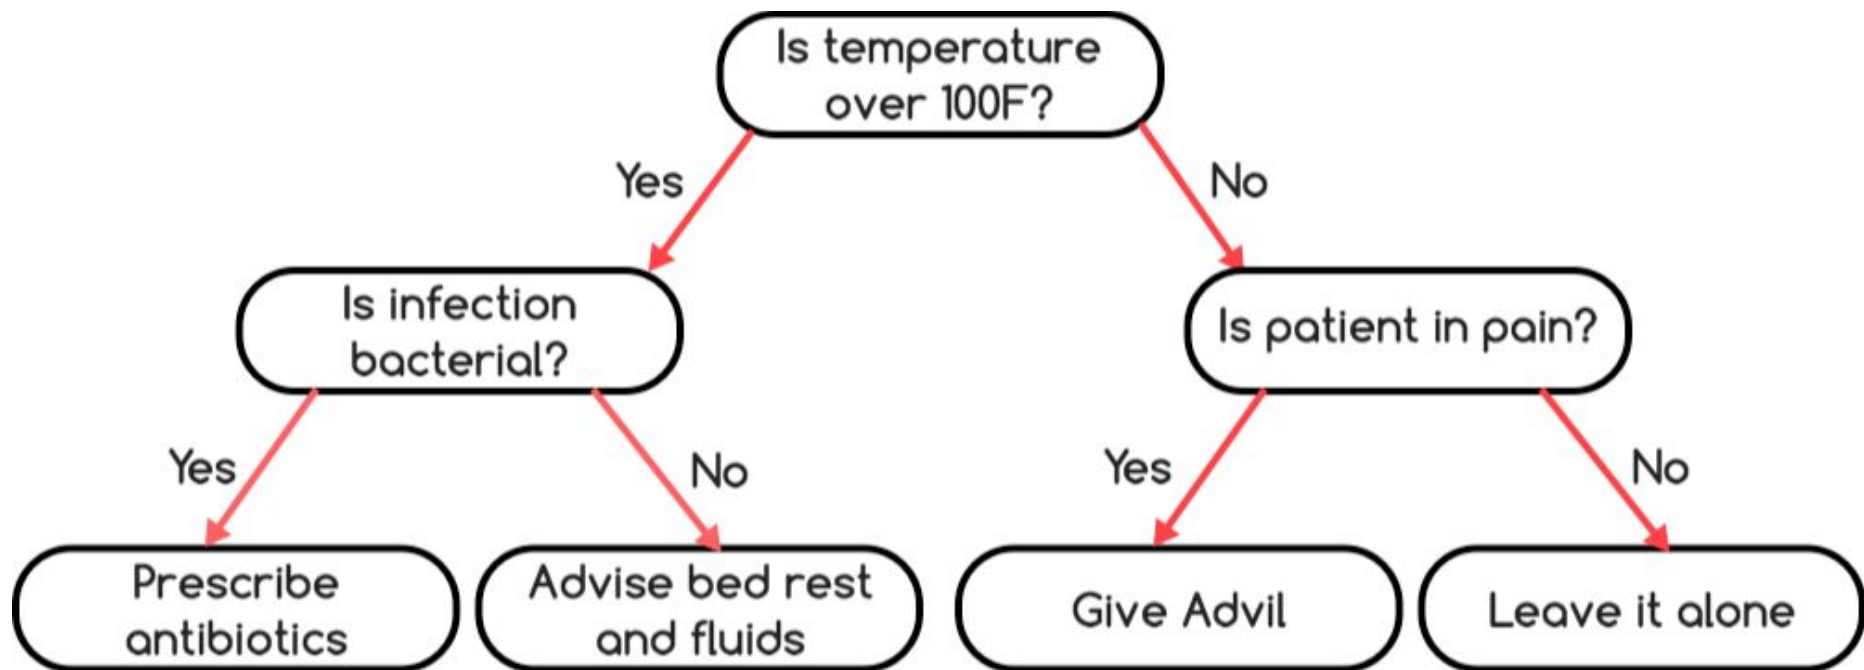 Is temperature
over 100F?
Yes
No
Is infection
bacterial?
Is patient in pain?
Yes
No
Yes
No
Prescribe
antibiotics
Advise bed rest
and fluids
Give Advil
Leave it alone